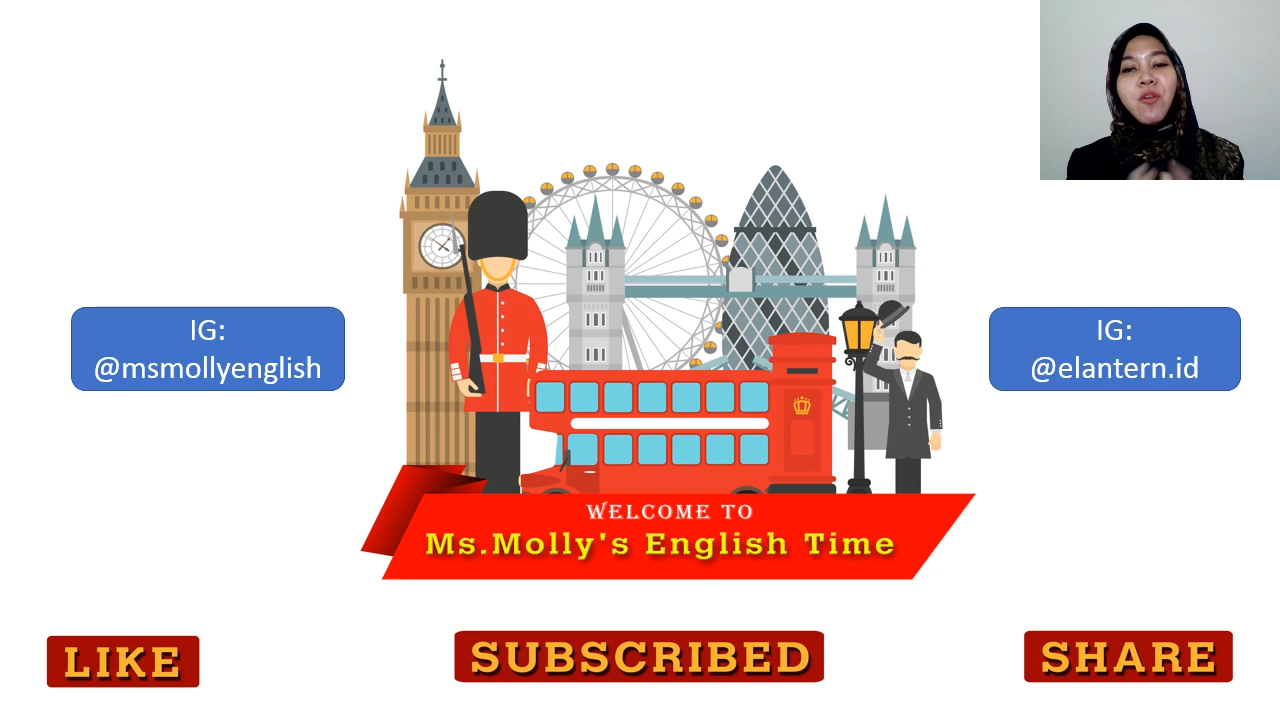 IG:
@msmollyenglish
IG:
@elantern.id
WELCOME TO
Ms.Molly's English Time
LIKE
SUBSCRIBED
SHARE